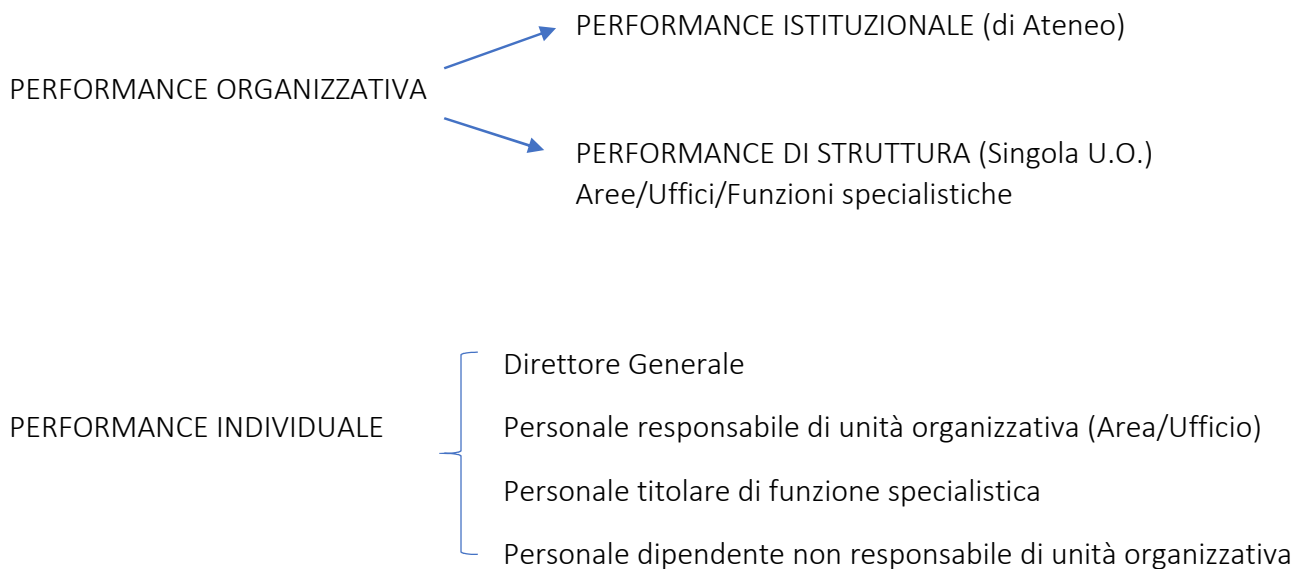 PERFORMANCE ISTITUZIONALE (di Ateneo)
PERFORMANCE ORGANIZZATIVA
PERFORMANCE DI STRUTTURA (Singola U.O.)
Aree/Uffici/Funzioni specialistiche
Direttore Generale
PERFORMANCE INDIVIDUALE
Personale responsabile di unità organizzativa (Area/Ufficio)
Personale titolare di funzione specialistica
Personale dipendente non responsabile di unità organizzativa